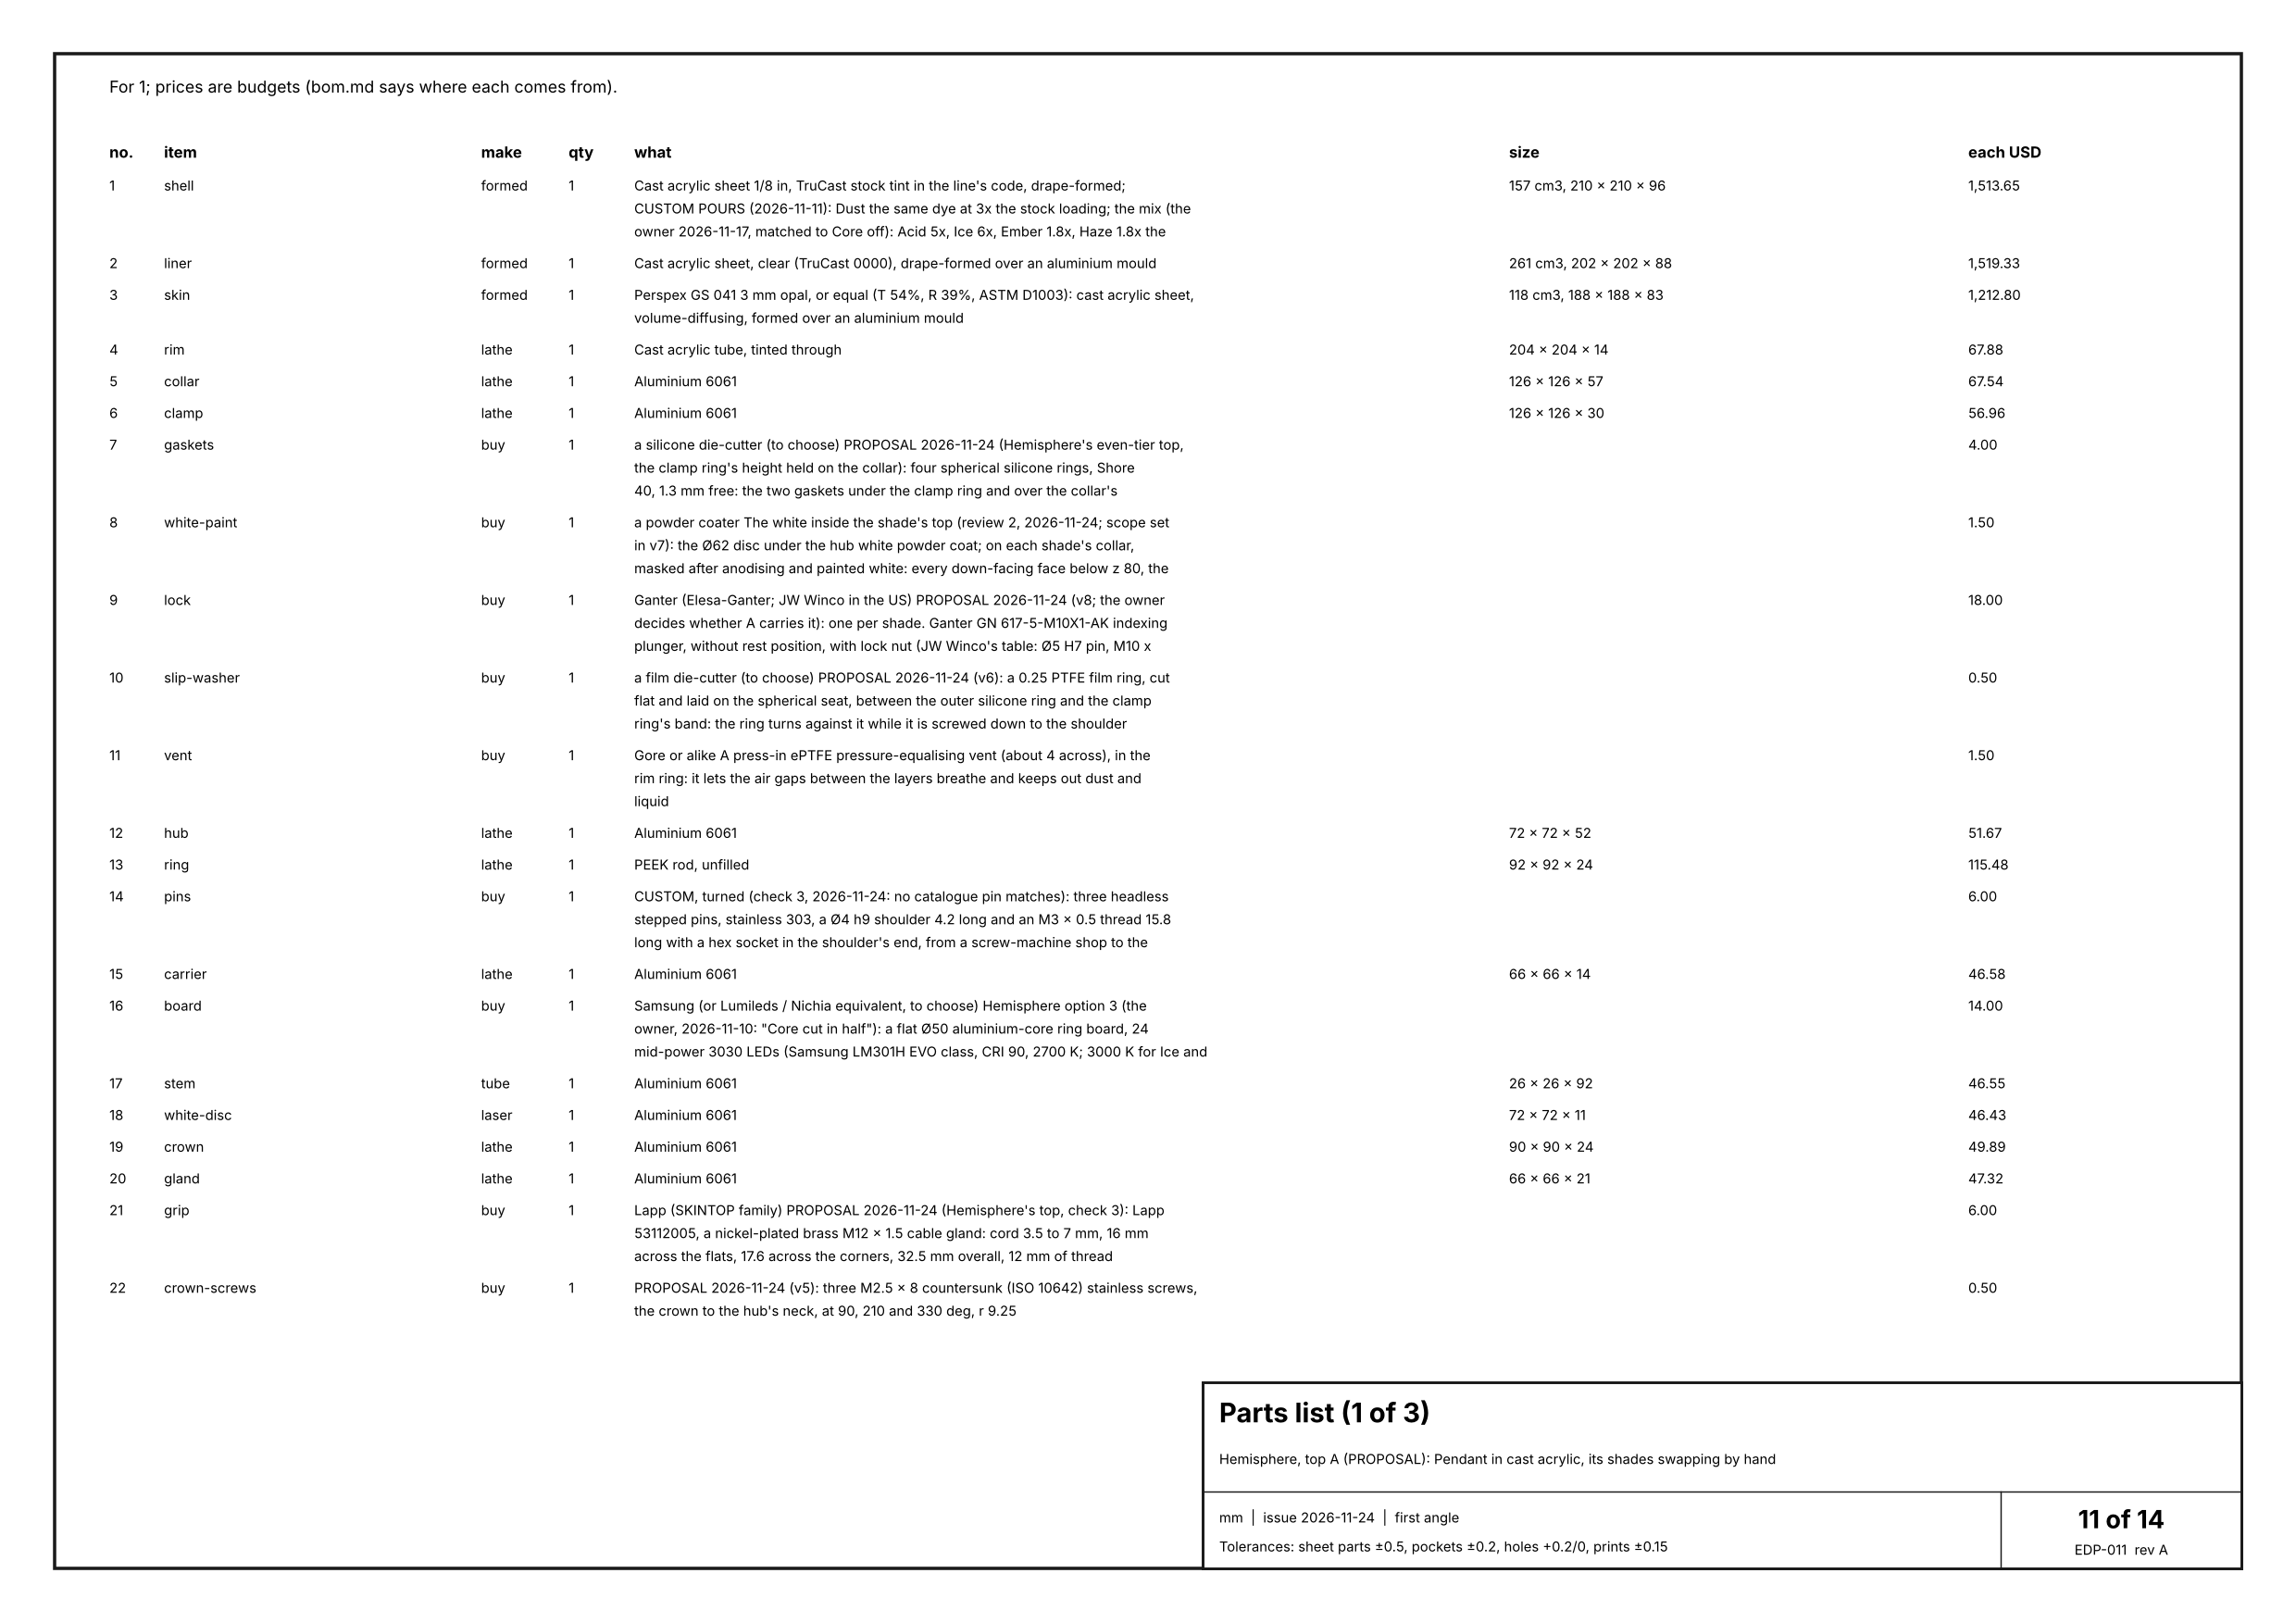 For 1; prices are budgets (bom.md says where each comes from).
no. item make qty what size each USD
1 shell formed 1 Cast acrylic sheet 1/8 in, TruCast stock tint in the line's code, drape-formed; 157 cm3, 210 × 210 × 96 1,513.65
CUSTOM POURS (2026-11-11): Dust the same dye at 3x the stock loading; the mix (the
owner 2026-11-17, matched to Core off): Acid 5x, Ice 6x, Ember 1.8x, Haze 1.8x the
2 liner formed 1 Cast acrylic sheet, clear (TruCast 0000), drape-formed over an aluminium mould 261 cm3, 202 × 202 × 88 1,519.33
3 skin formed 1 Perspex GS 041 3 mm opal, or equal (T 54%, R 39%, ASTM D1003): cast acrylic sheet, 118 cm3, 188 × 188 × 83 1,212.80
volume-diffusing, formed over an aluminium mould
4 rim lathe 1 Cast acrylic tube, tinted through 204 × 204 × 14 67.88
5 collar lathe 1 Aluminium 6061 126 × 126 × 57 67.54
6 clamp lathe 1 Aluminium 6061 126 × 126 × 30 56.96
7 gaskets buy 1 a silicone die-cutter (to choose) PROPOSAL 2026-11-24 (Hemisphere's even-tier top, 4.00
the clamp ring's height held on the collar): four spherical silicone rings, Shore
40, 1.3 mm free: the two gaskets under the clamp ring and over the collar's
8 white-paint buy 1 a powder coater The white inside the shade's top (review 2, 2026-11-24; scope set 1.50
in v7): the Ø62 disc under the hub white powder coat; on each shade's collar,
masked after anodising and painted white: every down-facing face below z 80, the
9 lock buy 1 Ganter (Elesa-Ganter; JW Winco in the US) PROPOSAL 2026-11-24 (v8; the owner 18.00
decides whether A carries it): one per shade. Ganter GN 617-5-M10X1-AK indexing
plunger, without rest position, with lock nut (JW Winco's table: Ø5 H7 pin, M10 x
10 slip-washer buy 1 a film die-cutter (to choose) PROPOSAL 2026-11-24 (v6): a 0.25 PTFE film ring, cut 0.50
flat and laid on the spherical seat, between the outer silicone ring and the clamp
ring's band: the ring turns against it while it is screwed down to the shoulder
11 vent buy 1 Gore or alike A press-in ePTFE pressure-equalising vent (about 4 across), in the 1.50
rim ring: it lets the air gaps between the layers breathe and keeps out dust and
liquid
12 hub lathe 1 Aluminium 6061 72 × 72 × 52 51.67
13 ring lathe 1 PEEK rod, unfilled 92 × 92 × 24 115.48
14 pins buy 1 CUSTOM, turned (check 3, 2026-11-24: no catalogue pin matches): three headless 6.00
stepped pins, stainless 303, a Ø4 h9 shoulder 4.2 long and an M3 × 0.5 thread 15.8
long with a hex socket in the shoulder's end, from a screw-machine shop to the
15 carrier lathe 1 Aluminium 6061 66 × 66 × 14 46.58
16 board buy 1 Samsung (or Lumileds / Nichia equivalent, to choose) Hemisphere option 3 (the 14.00
owner, 2026-11-10: "Core cut in half"): a flat Ø50 aluminium-core ring board, 24
mid-power 3030 LEDs (Samsung LM301H EVO class, CRI 90, 2700 K; 3000 K for Ice and
17 stem tube 1 Aluminium 6061 26 × 26 × 92 46.55
18 white-disc laser 1 Aluminium 6061 72 × 72 × 11 46.43
19 crown lathe 1 Aluminium 6061 90 × 90 × 24 49.89
20 gland lathe 1 Aluminium 6061 66 × 66 × 21 47.32
21 grip buy 1 Lapp (SKINTOP family) PROPOSAL 2026-11-24 (Hemisphere's top, check 3): Lapp 6.00
53112005, a nickel-plated brass M12 × 1.5 cable gland: cord 3.5 to 7 mm, 16 mm
across the flats, 17.6 across the corners, 32.5 mm overall, 12 mm of thread
22 crown-screws buy 1 PROPOSAL 2026-11-24 (v5): three M2.5 × 8 countersunk (ISO 10642) stainless screws, 0.50
the crown to the hub's neck, at 90, 210 and 330 deg, r 9.25
Parts list (1 of 3)
Hemisphere, top A (PROPOSAL): Pendant in cast acrylic, its shades swapping by hand
mm | issue 2026-11-24 | first angle
Tolerances: sheet parts ±0.5, pockets ±0.2, holes +0.2/0, prints ±0.15
11 of 14
EDP-011 rev A